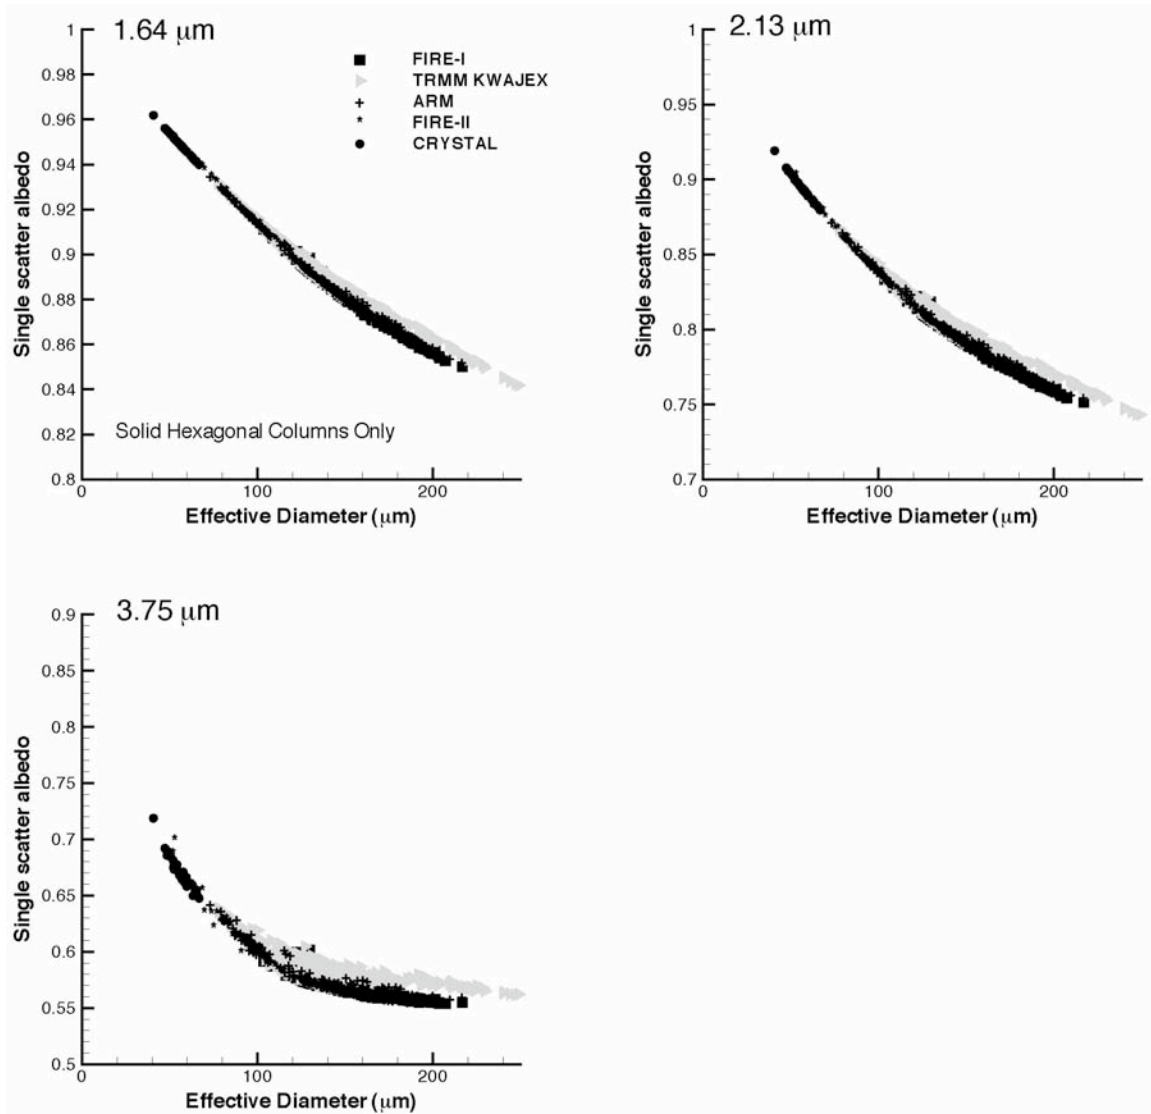 1.64 μm
1
0.98
0.96
0.94
0.92
0.9
0.88
0.86
0.84
0.82
0.8
Single scatter albedo
FIRE-I
TRMM KWAJEX
ARM
FIRE-II
CRYSTAL
Solid Hexagonal Columns Only
0 100 200
Effective Diameter (μm)
2.13 μm
1
0.95
0.9
0.85
0.8
0.75
0.7
Single scatter albedo
0 100 200
Effective Diameter (μm)
3.75 μm
0.9
0.85
0.8
0.75
0.7
0.65
0.6
0.55
0.5
Single scatter albedo
0 100 200
Effective Diameter (μm)